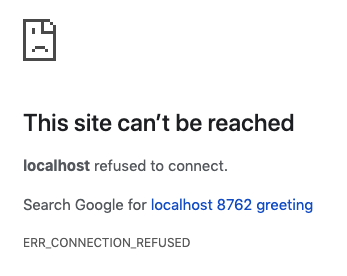 This site can’t be reached
localhost refused to connect.
Search Google for localhost 8762 greeting
ERR_CONNECTION_REFUSED